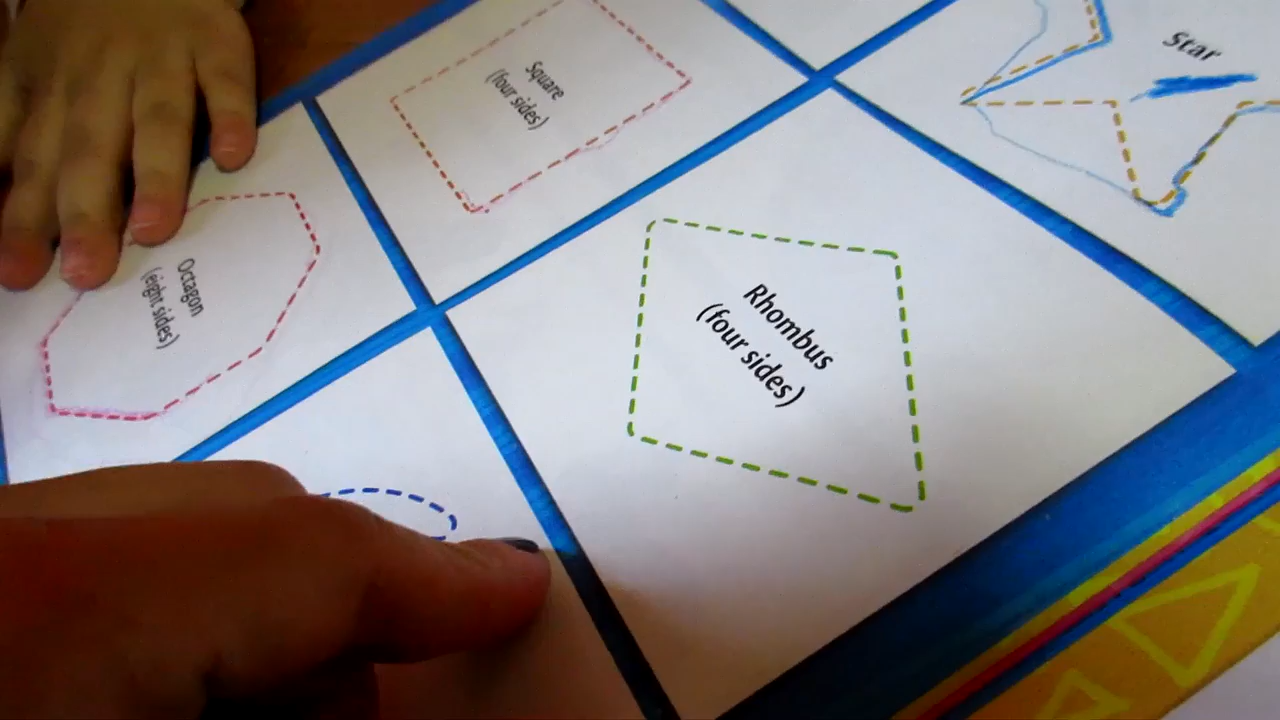 Square
(four sides)
Star
Octagon
(eight sides)
Rhombus
(four sides)